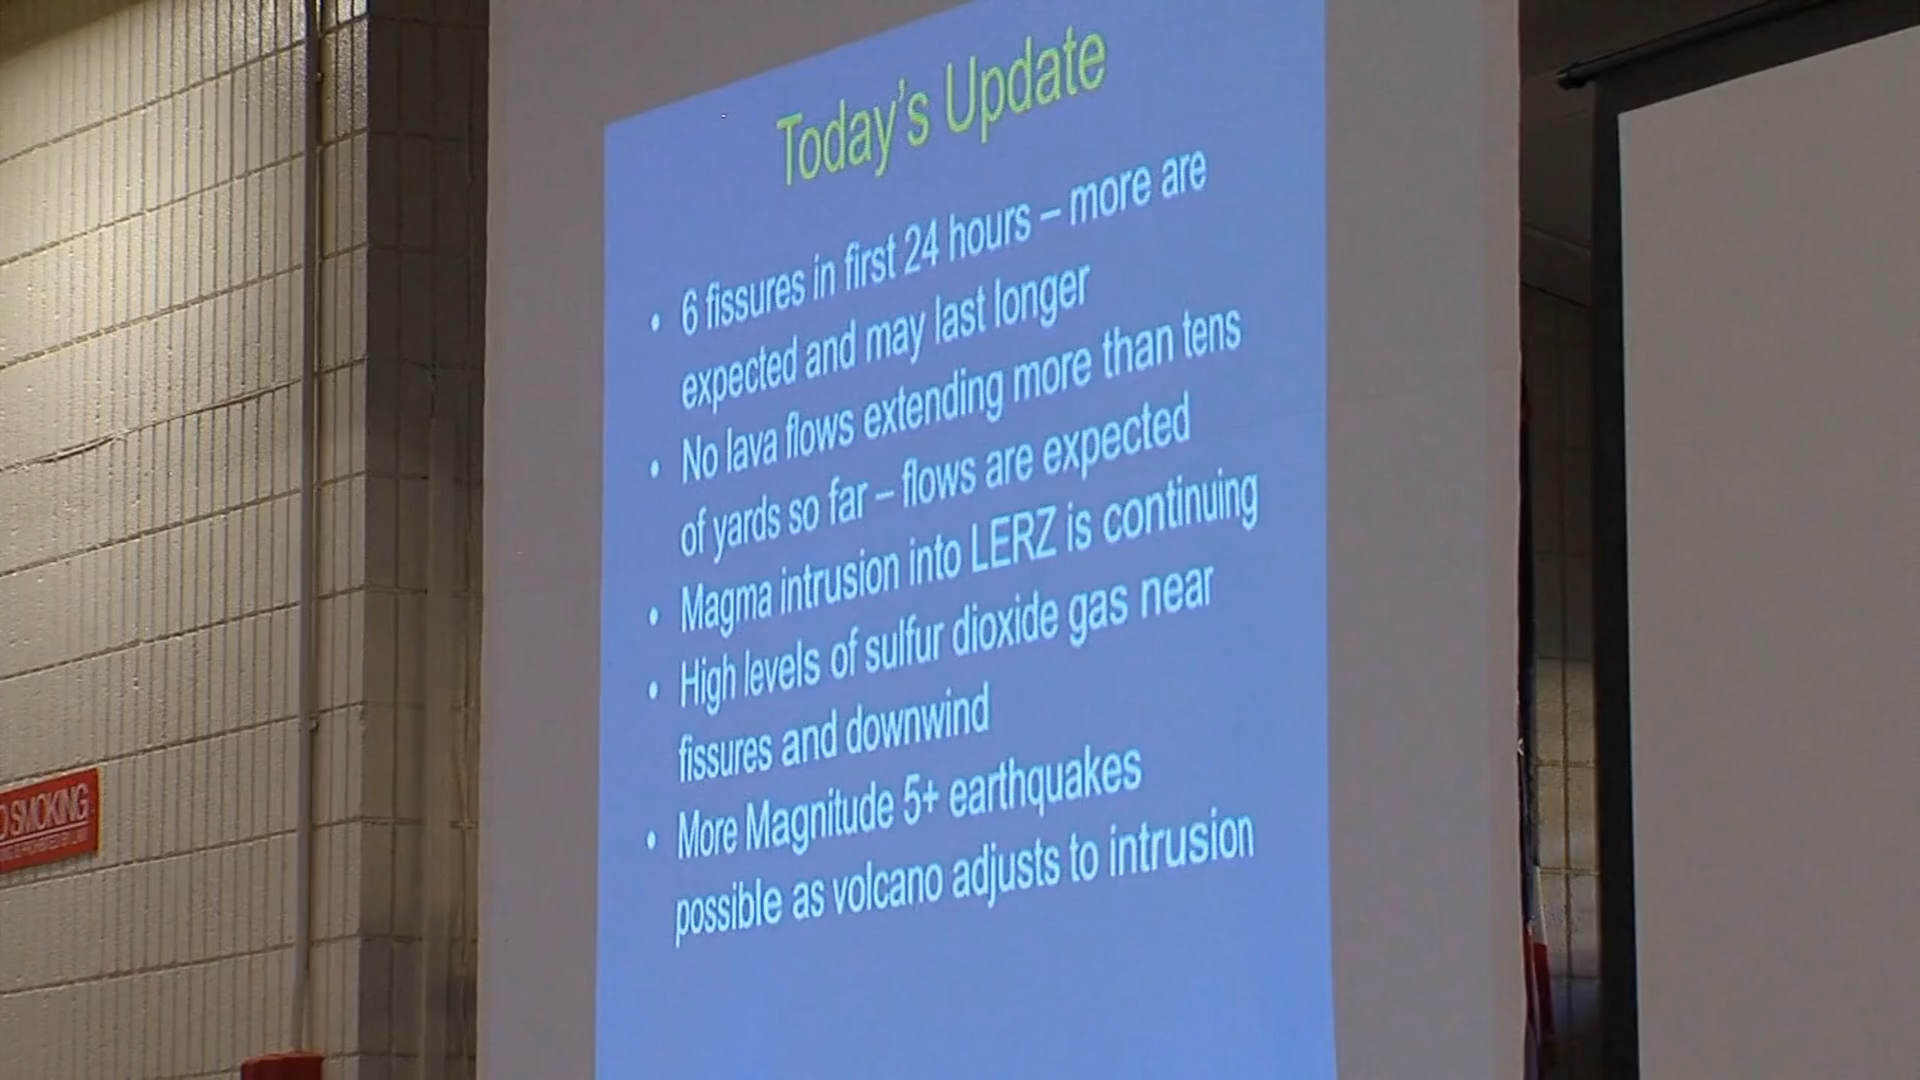 Today's Update
• 6 fissures in first 24 hours – more are
expected and may last longer
• No lava flows extending more than tens
of yards so far – flows are expected
• Magma intrusion into LERZ is continuing
• High levels of sulfur dioxide gas near
fissures and downwind
• More Magnitude 5+ earthquakes
possible as volcano adjusts to intrusion
O SMOKING